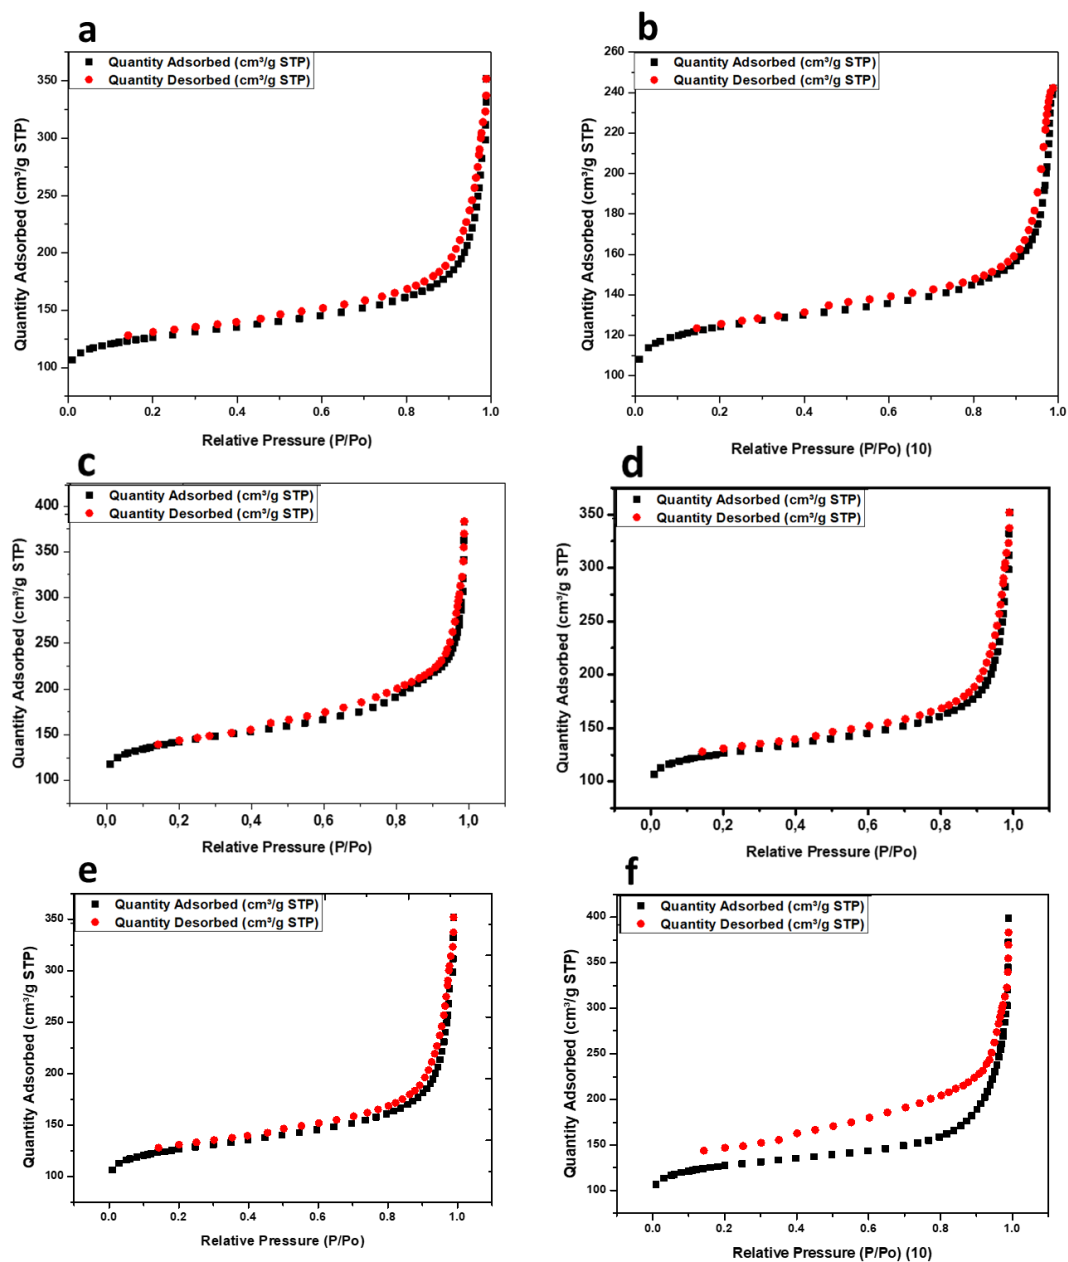 a
Quantity Adsorbed (cm³/g STP)
Quantity Desorbed (cm³/g STP)
350
300
250
200
150
100
Quantity Adsorbed (cm³/g STP)
0.0 0.2 0.4 0.6 0.8 1.0
Relative Pressure (P/Po)
b
Quantity Adsorbed (cm³/g STP)
Quantity Desorbed (cm³/g STP)
260
240
220
200
180
160
140
120
100
Quantity Adsorbed (cm³/g STP)
0.0 0.2 0.4 0.6 0.8 1.0
Relative Pressure (P/Po) (10)
c
Quantity Adsorbed (cm³/g STP)
Quantity Desorbed (cm³/g STP)
400
350
300
250
200
150
100
Quantity Adsorbed (cm³/g STP)
0,0 0,2 0,4 0,6 0,8 1,0
Relative Pressure (P/Po)
d
Quantity Adsorbed (cm³/g STP)
Quantity Desorbed (cm³/g STP)
350
300
250
200
150
100
Quantity Adsorbed (cm³/g STP)
0,0 0,2 0,4 0,6 0,8 1,0
Relative Pressure (P/Po)
e
Quantity Adsorbed (cm³/g STP)
Quantity Desorbed (cm³/g STP)
350
300
250
200
150
100
Quantity Adsorbed (cm³/g STP)
0.0 0.2 0.4 0.6 0.8 1.0
Relative Pressure (P/Po)
f
Quantity Adsorbed (cm³/g STP)
Quantity Desorbed (cm³/g STP)
400
350
300
250
200
150
100
Quantity Adsorbed (cm³/g STP)
0.0 0.2 0.4 0.6 0.8 1.0
Relative Pressure (P/Po) (10)